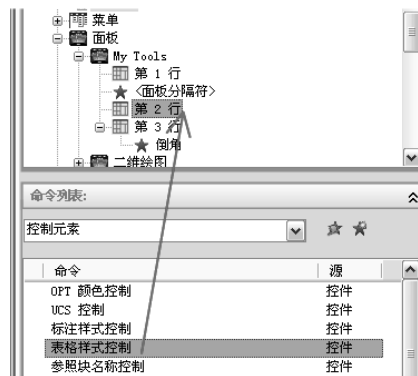 菜单
面板
My Tools
第 1 行
<面板分隔符>
第 2 行
第 3 行
倒角
二维绘图
命令列表:
控制元素
命令 源
OPT 颜色控制 控件
UCS 控制 控件
标注样式控制 控件
表格样式控制 控件
参照块名称控制 控件